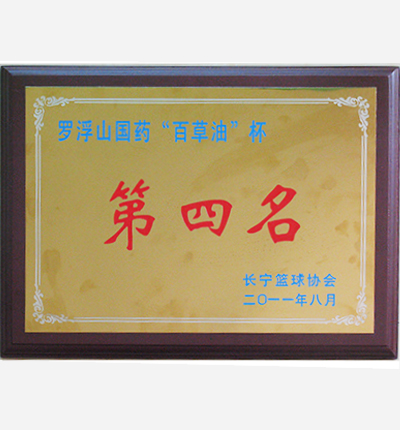 罗浮山国药“百草油”杯
第四名
长宁篮球协会
二〇一一年八月